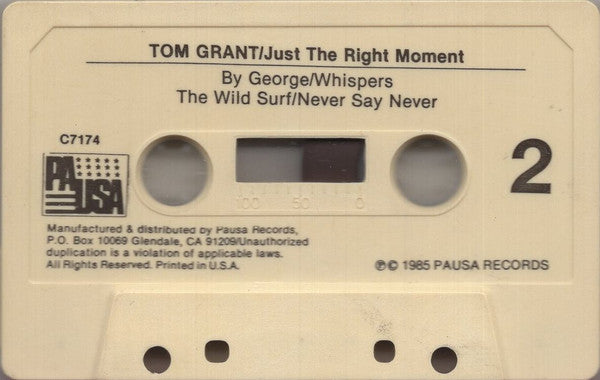 TOM GRANT/Just The Right Moment
By George/Whispers
The Wild Surf/Never Say Never
C7174
2
PAUSA
100 50 0
Manufactured & distributed by Pausa Records,
P.O. Box 10069 Glendale, CA 91209/Unauthorized
duplication is a violation of applicable laws.
All Rights Reserved. Printed in U.S.A.
℗© 1985 PAUSA RECORDS